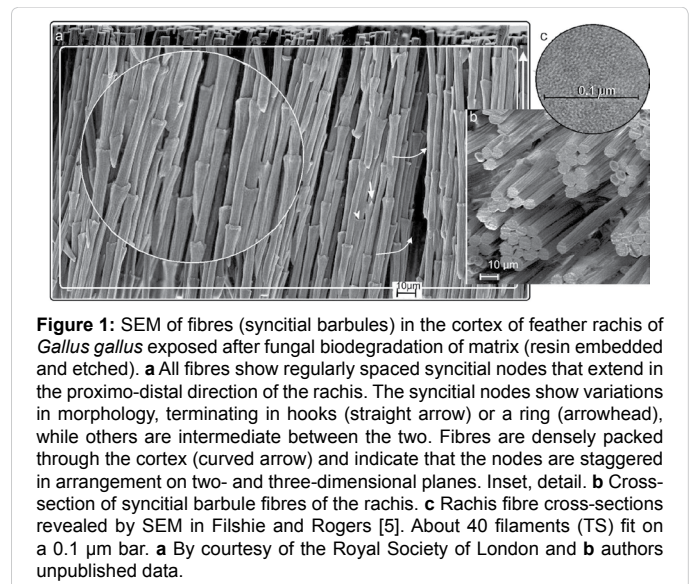 a
c
0.1 µm
b
10 µm
10µm
Figure 1: SEM of fibres (syncitial barbules) in the cortex of feather rachis of
Gallus gallus exposed after fungal biodegradation of matrix (resin embedded
and etched). a All fibres show regularly spaced syncitial nodes that extend in
the proximo-distal direction of the rachis. The syncitial nodes show variations
in morphology, terminating in hooks (straight arrow) or a ring (arrowhead),
while others are intermediate between the two. Fibres are densely packed
through the cortex (curved arrow) and indicate that the nodes are staggered
in arrangement on two- and three-dimensional planes. Inset, detail. b Cross-
section of syncitial barbule fibres of the rachis. c Rachis fibre cross-sections
revealed by SEM in Filshie and Rogers [5]. About 40 filaments (TS) fit on
a 0.1 µm bar. a By courtesy of the Royal Society of London and b authors
unpublished data.